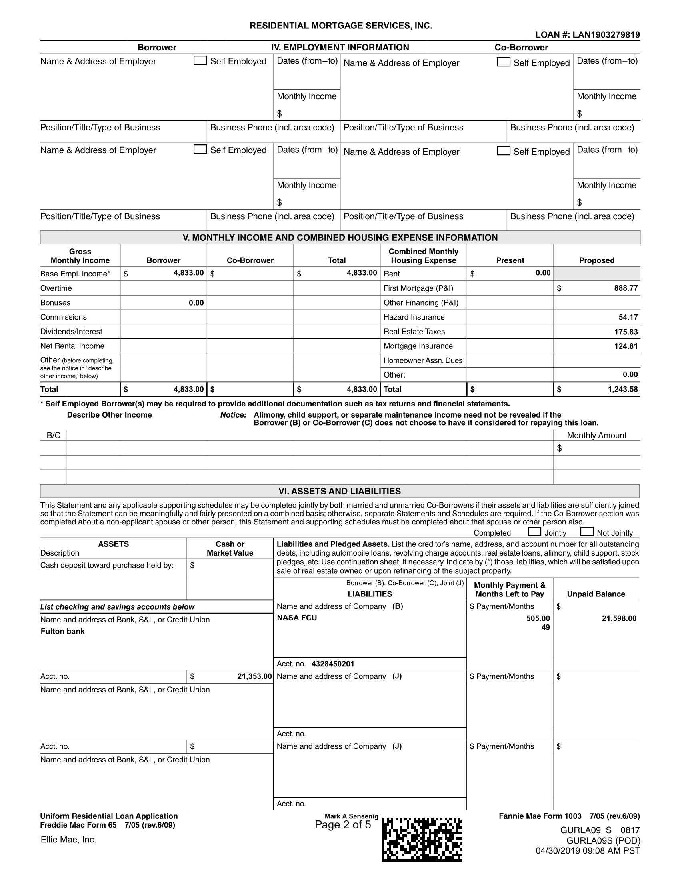 RESIDENTIAL MORTGAGE SERVICES, INC.
LOAN #: LAN1903279819
Borrower IV. EMPLOYMENT INFORMATION Co-Borrower
Name & Address of Employer Self Employed Dates (from–to) Name & Address of Employer Self Employed Dates (from–to)
Monthly Income Monthly Income
$ $
Position/Title/Type of Business Business Phone (incl. area code) Position/Title/Type of Business Business Phone (incl. area code)
Name & Address of Employer Self Employed Dates (from–to) Name & Address of Employer Self Employed Dates (from–to)
Monthly Income Monthly Income
$ $
Position/Title/Type of Business Business Phone (incl. area code) Position/Title/Type of Business Business Phone (incl. area code)
V. MONTHLY INCOME AND COMBINED HOUSING EXPENSE INFORMATION
Gross Combined Monthly
Monthly Income Borrower Co-Borrower Total Housing Expense Present Proposed
Base Empl. Income* $ 4,833.00 $ $ 4,833.00 Rent $ 0.00
Overtime First Mortgage (P&I) $ 888.77
Bonuses 0.00 Other Financing (P&I)
Commissions Hazard Insurance 54.17
Dividends/Interest Real Estate Taxes 175.83
Net Rental Income Mortgage Insurance 124.81
Other (before completing, Homeowner Assn. Dues
see the notice in "describe
other income," below) Other: 0.00
Total $ 4,833.00 $ $ 4,833.00 Total $ $ 1,243.58
* Self Employed Borrower(s) may be required to provide additional documentation such as tax returns and financial statements.
Describe Other Income Notice: Alimony, child support, or separate maintenance income need not be revealed if the
Borrower (B) or Co-Borrower (C) does not choose to have it considered for repaying this loan.
B/C Monthly Amount
$
VI. ASSETS AND LIABILITIES
This Statement and any applicable supporting schedules may be completed jointly by both married and unmarried Co-Borrowers if their assets and liabilities are sufficiently joined
so that the Statement can be meaningfully and fairly presented on a combined basis; otherwise, separate Statements and Schedules are required. If the Co-Borrower section was
completed about a non-applicant spouse or other person, this Statement and supporting schedules must be completed about that spouse or other person also.
Completed Jointly Not Jointly
ASSETS Cash or Liabilities and Pledged Assets. List the creditor's name, address, and account number for all outstanding
Description Market Value debts, including automobile loans, revolving charge accounts, real estate loans, alimony, child support, stock
Cash deposit toward purchase held by: $ pledges, etc. Use continuation sheet, if necessary. Indicate by (*) those liabilities, which will be satisfied upon
sale of real estate owned or upon refinancing of the subject property.
Borrower (B), Co-Borrower (C), Joint (J) Monthly Payment &
LIABILITIES Months Left to Pay Unpaid Balance
List checking and savings accounts below Name and address of Company (B) $ Payment/Months $
Name and address of Bank, S&L, or Credit Union NASA FCU 505.00 21,598.00
Fulton bank 49
Acct. no. 4328450201
Acct. no. $ 21,353.00 Name and address of Company (J) $ Payment/Months $
Name and address of Bank, S&L, or Credit Union
Acct. no.
Acct. no. $ Name and address of Company (J) $ Payment/Months $
Name and address of Bank, S&L, or Credit Union
Acct. no.
Uniform Residential Loan Application Mark A Sensenig Fannie Mae Form 1003 7/05 (rev.6/09)
Freddie Mac Form 65 7/05 (rev.6/09) Page 2 of 5
GURLA09 S 0817
Ellie Mae, Inc. GURLA09S (POD)
04/30/2019 09:08 AM PST